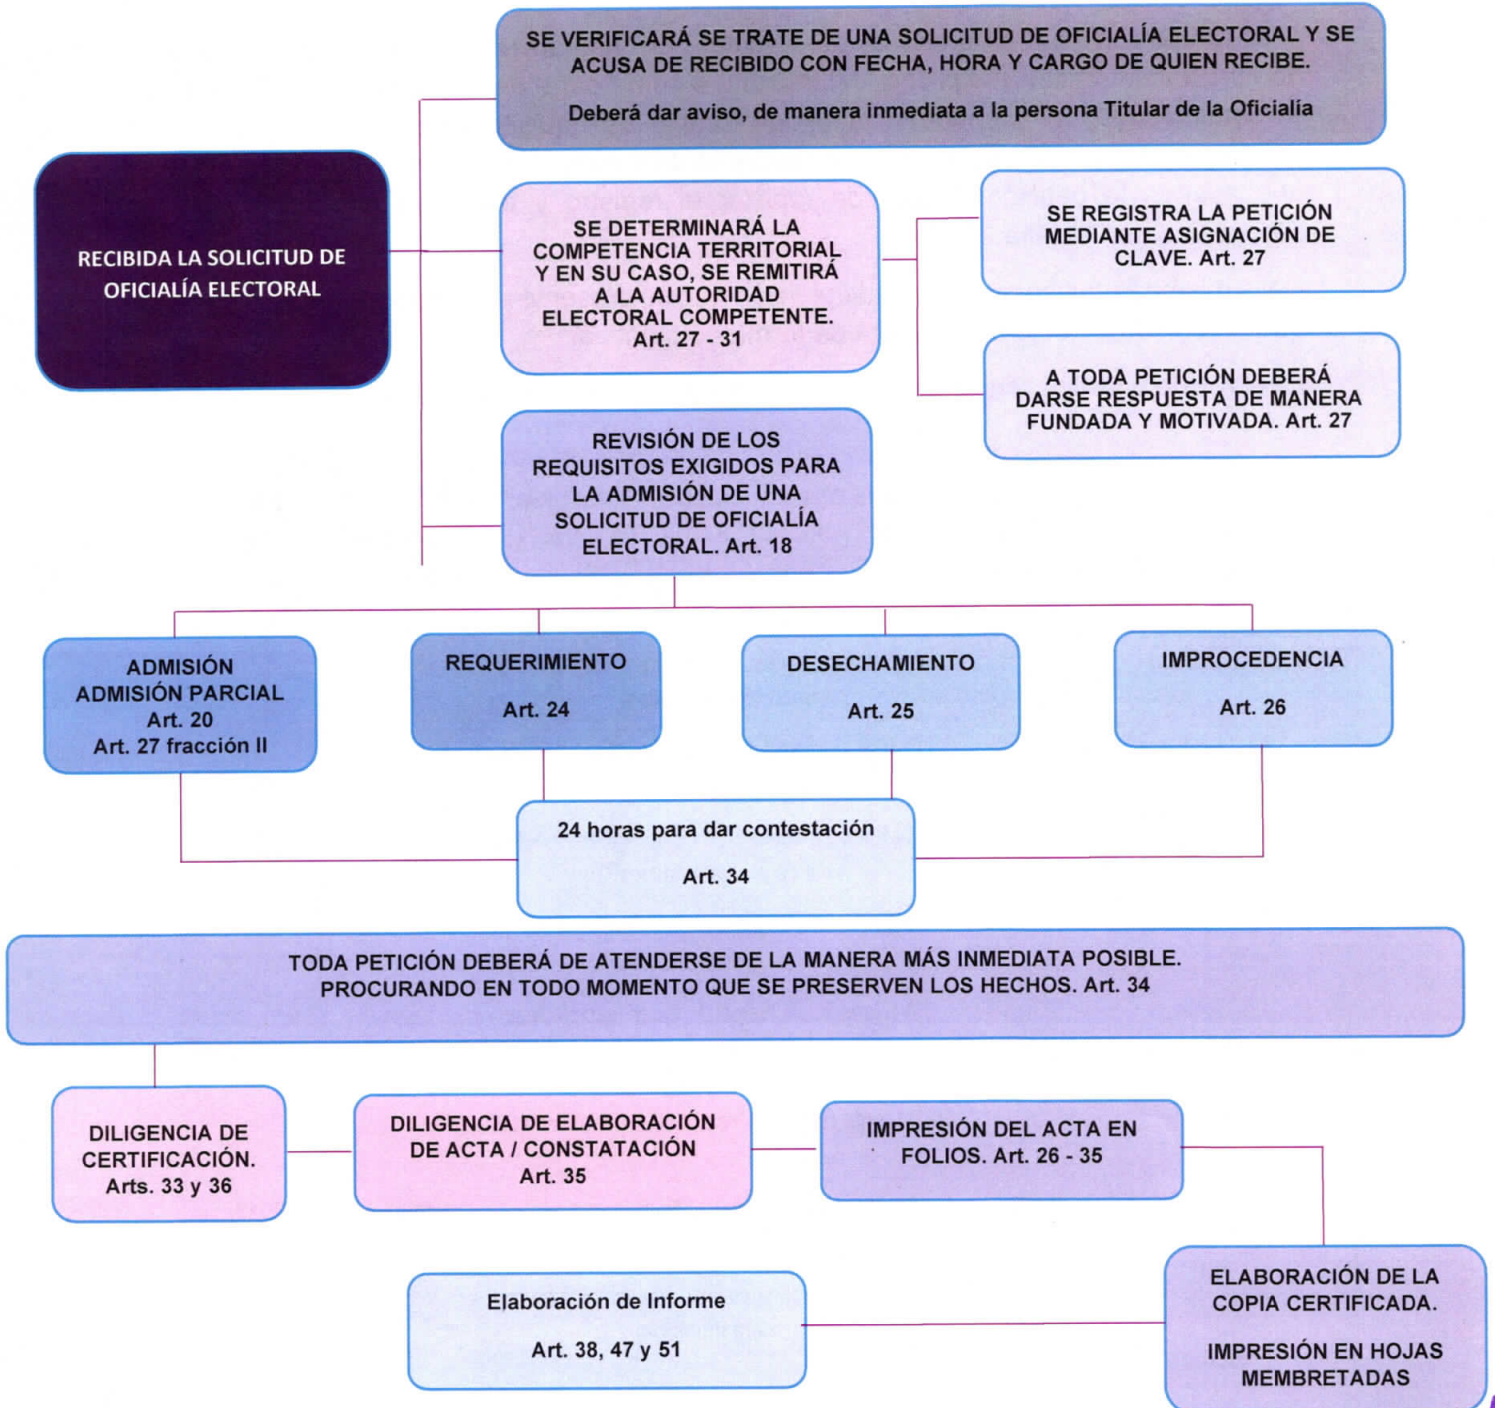 SE VERIFICARÁ SE TRATE DE UNA SOLICITUD DE OFICIALÍA ELECTORAL Y SE
ACUSA DE RECIBIDO CON FECHA, HORA Y CARGO DE QUIEN RECIBE.
Deberá dar aviso, de manera inmediata a la persona Titular de la Oficialía
RECIBIDA LA SOLICITUD DE
OFICIALÍA ELECTORAL
SE DETERMINARÁ LA
COMPETENCIA TERRITORIAL
Y EN SU CASO, SE REMITIRÁ
A LA AUTORIDAD
ELECTORAL COMPETENTE.
Art. 27 - 31
SE REGISTRA LA PETICIÓN
MEDIANTE ASIGNACIÓN DE
CLAVE. Art. 27
A TODA PETICIÓN DEBERÁ
DARSE RESPUESTA DE MANERA
FUNDADA Y MOTIVADA. Art. 27
REVISIÓN DE LOS
REQUISITOS EXIGIDOS PARA
LA ADMISIÓN DE UNA
SOLICITUD DE OFICIALÍA
ELECTORAL. Art. 18
ADMISIÓN
ADMISIÓN PARCIAL
Art. 20
Art. 27 fracción II
REQUERIMIENTO
Art. 24
DESECHAMIENTO
Art. 25
IMPROCEDENCIA
Art. 26
24 horas para dar contestación
Art. 34
TODA PETICIÓN DEBERÁ DE ATENDERSE DE LA MANERA MÁS INMEDIATA POSIBLE.
PROCURANDO EN TODO MOMENTO QUE SE PRESERVEN LOS HECHOS. Art. 34
DILIGENCIA DE
CERTIFICACIÓN.
Arts. 33 y 36
DILIGENCIA DE ELABORACIÓN
DE ACTA / CONSTATACIÓN
Art. 35
IMPRESIÓN DEL ACTA EN
FOLIOS. Art. 26 - 35
ELABORACIÓN DE LA
COPIA CERTIFICADA.
IMPRESIÓN EN HOJAS
MEMBRETADAS
Elaboración de Informe
Art. 38, 47 y 51